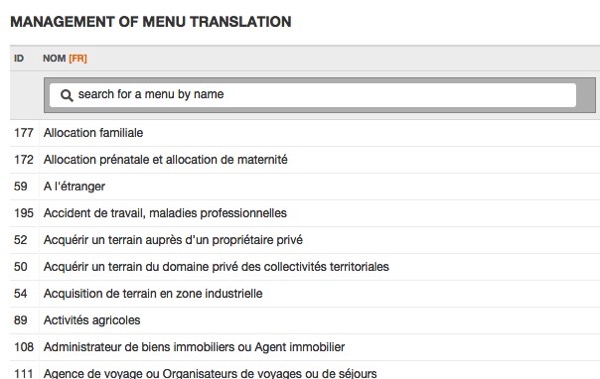 MANAGEMENT OF MENU TRANSLATION
ID NOM [FR]
search for a menu by name
177 Allocation familiale
172 Allocation prénatale et allocation de maternité
59 A l'étranger
195 Accident de travail, maladies professionnelles
52 Acquérir un terrain auprès d'un propriétaire privé
50 Acquérir un terrain du domaine privé des collectivités territoriales
54 Acquisition de terrain en zone industrielle
89 Activités agricoles
108 Administrateur de biens immobiliers ou Agent immobilier
111 Agence de voyage ou Organisateurs de voyages ou de séjours